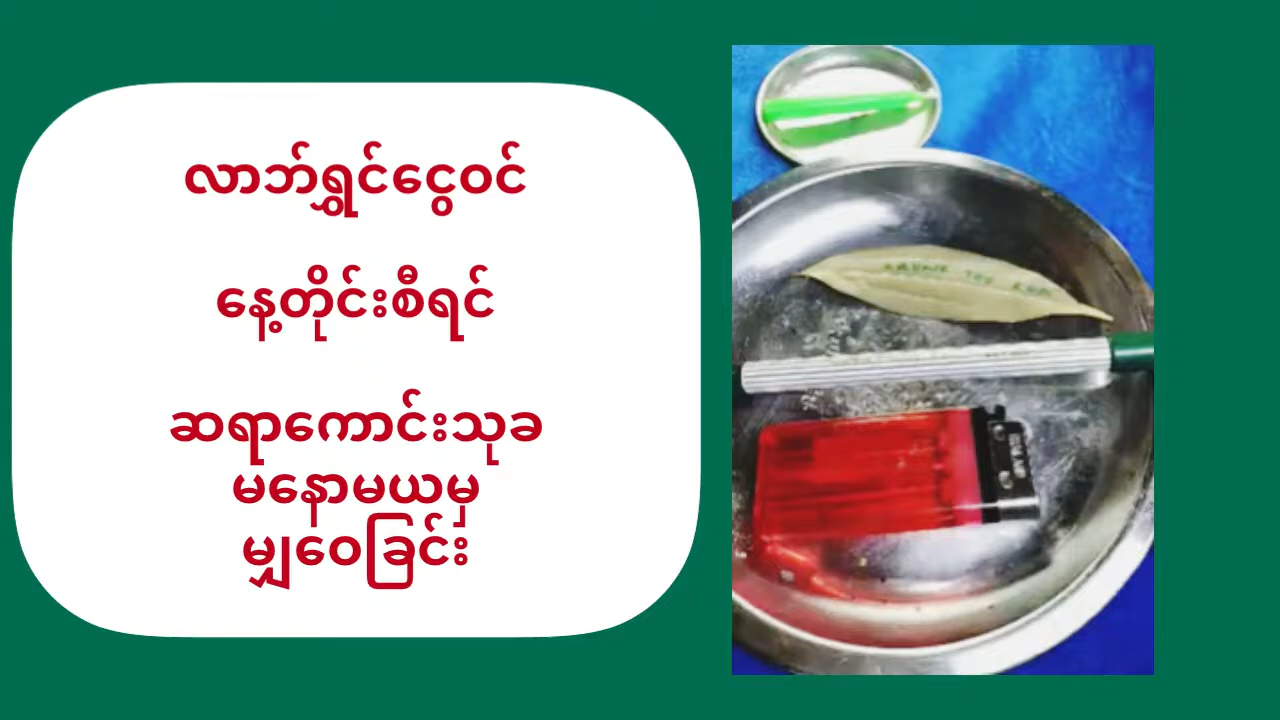 လာဘ်ရွှင်ငွေဝင်
နေ့တိုင်းစီရင်
ဆရာကောင်းသုခ
မနောမယမှ
မျှဝေခြင်း